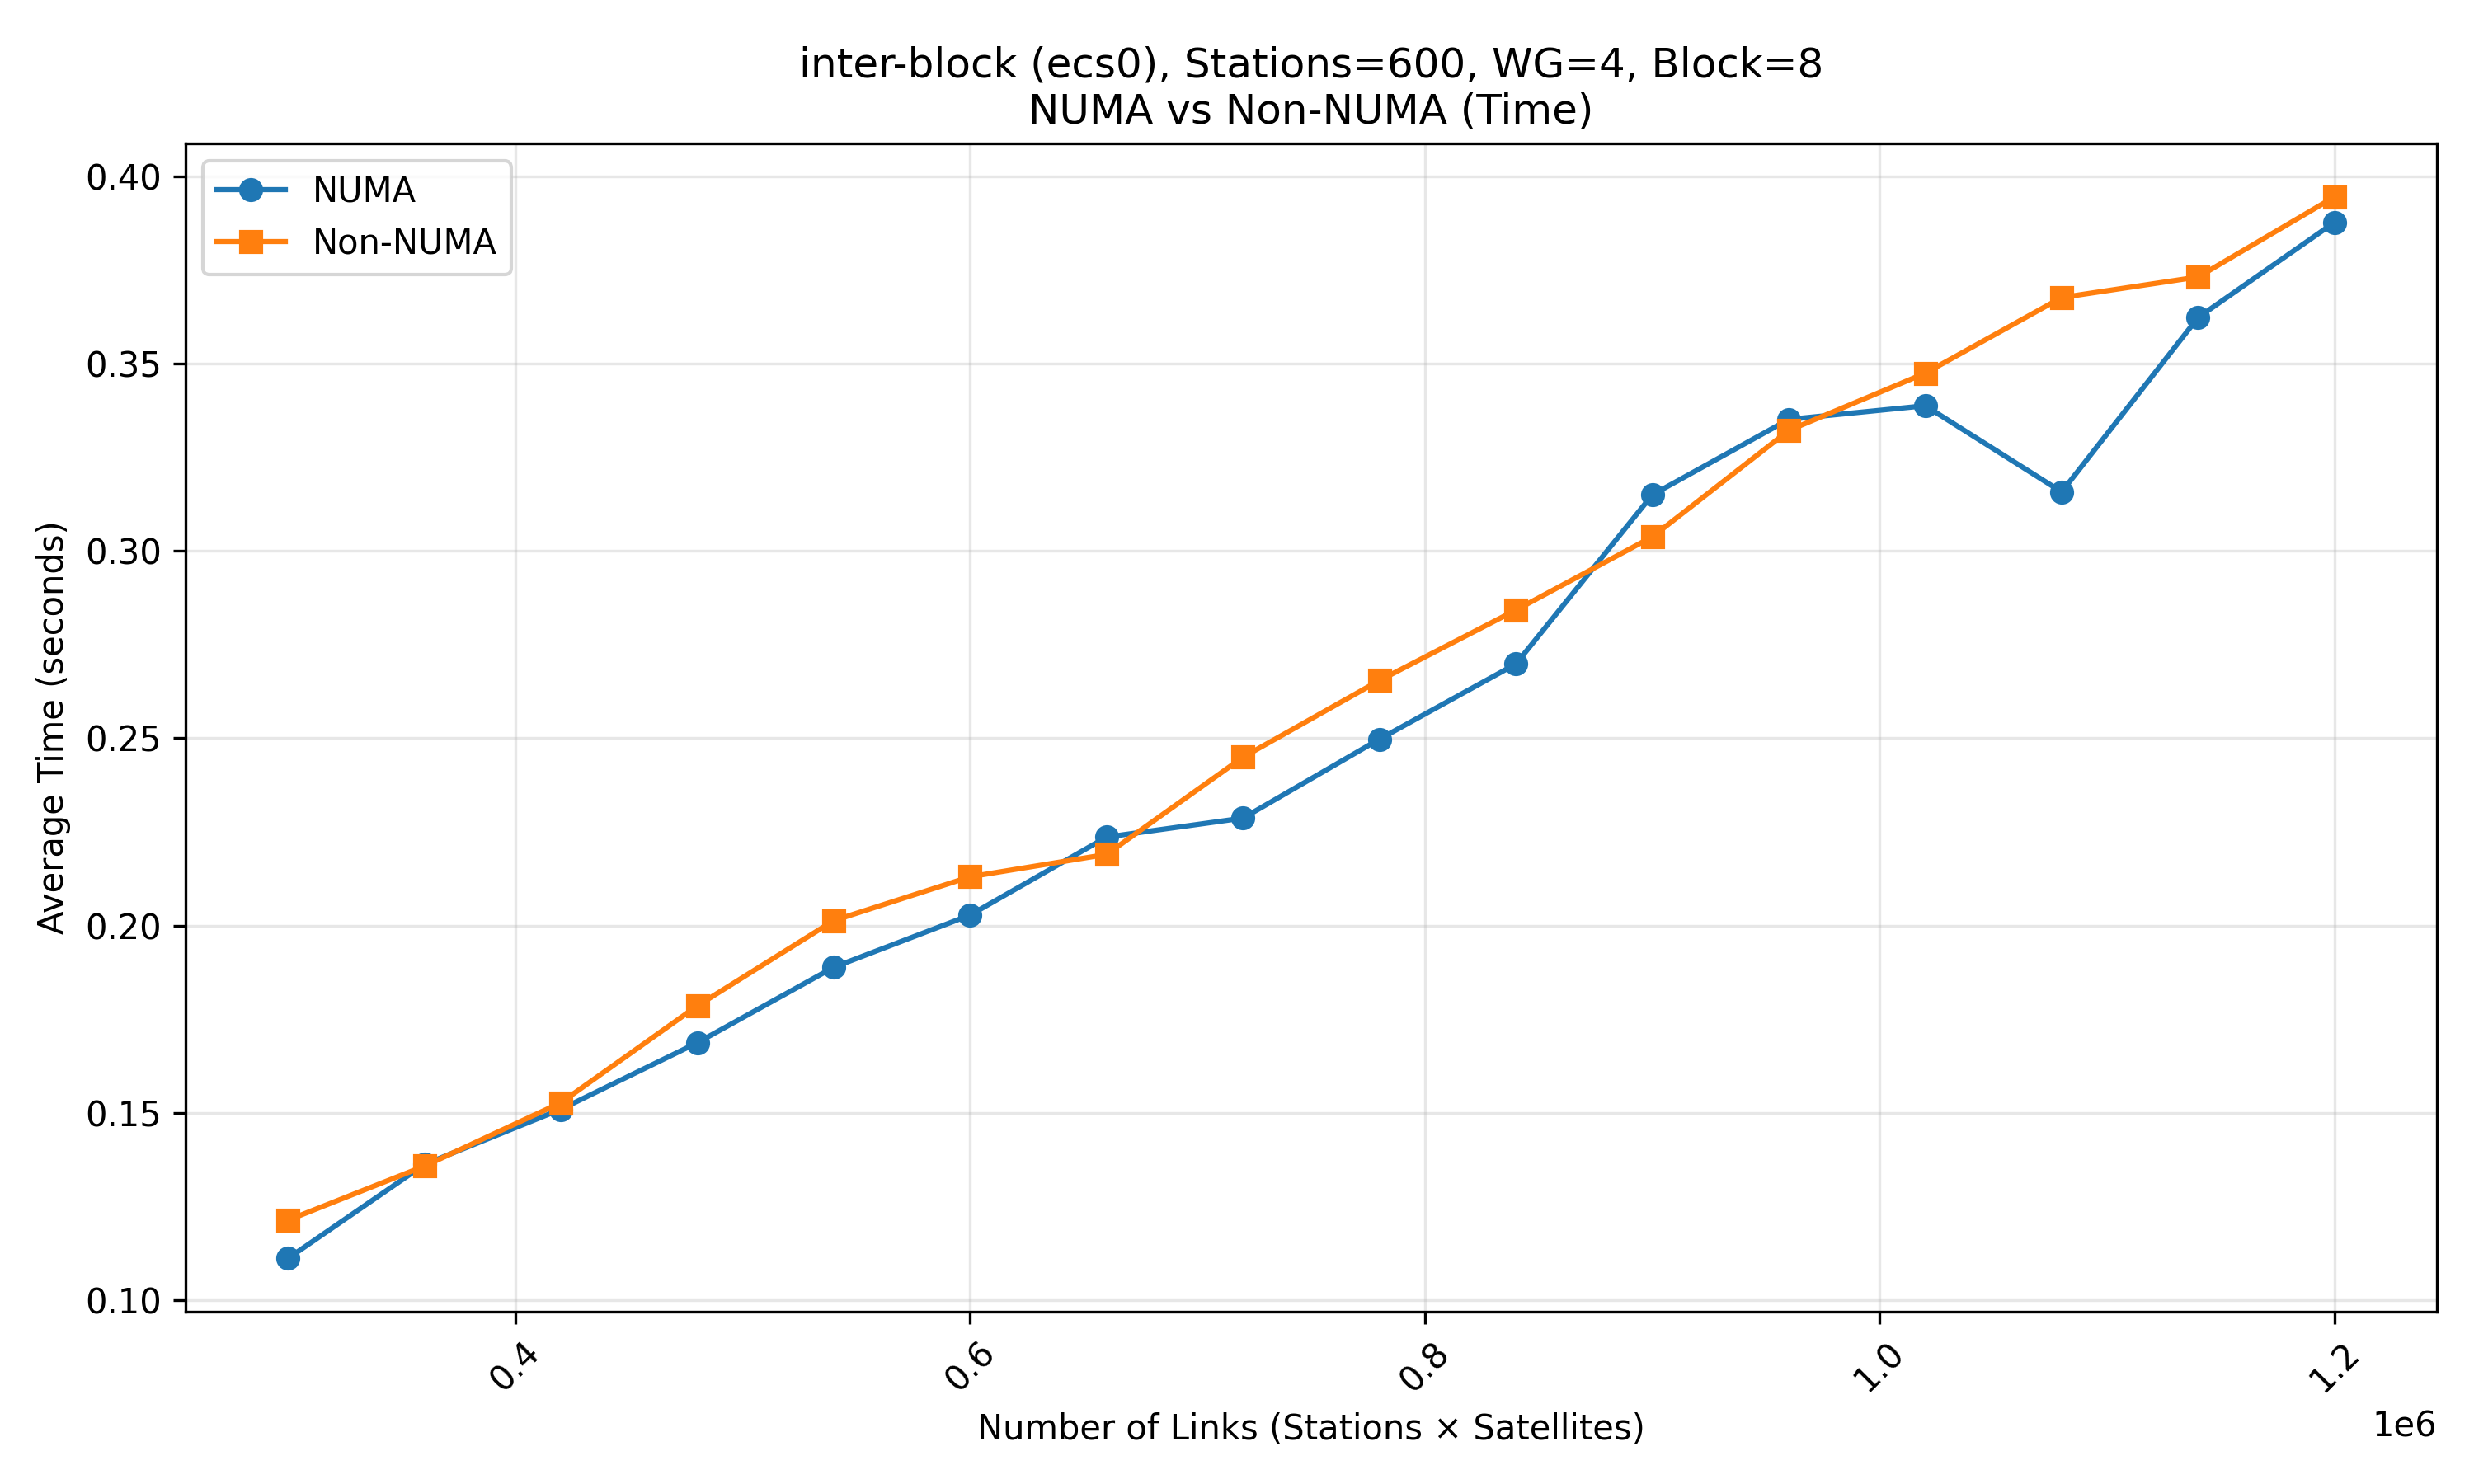 inter-block (ecs0), Stations=600, WG=4, Block=8
NUMA vs Non-NUMA (Time)
NUMA
Non-NUMA
Average Time (seconds)
0.40
0.35
0.30
0.25
0.20
0.15
0.10
0.4
0.6
0.8
1.0
1.2
Number of Links (Stations × Satellites)
1e6